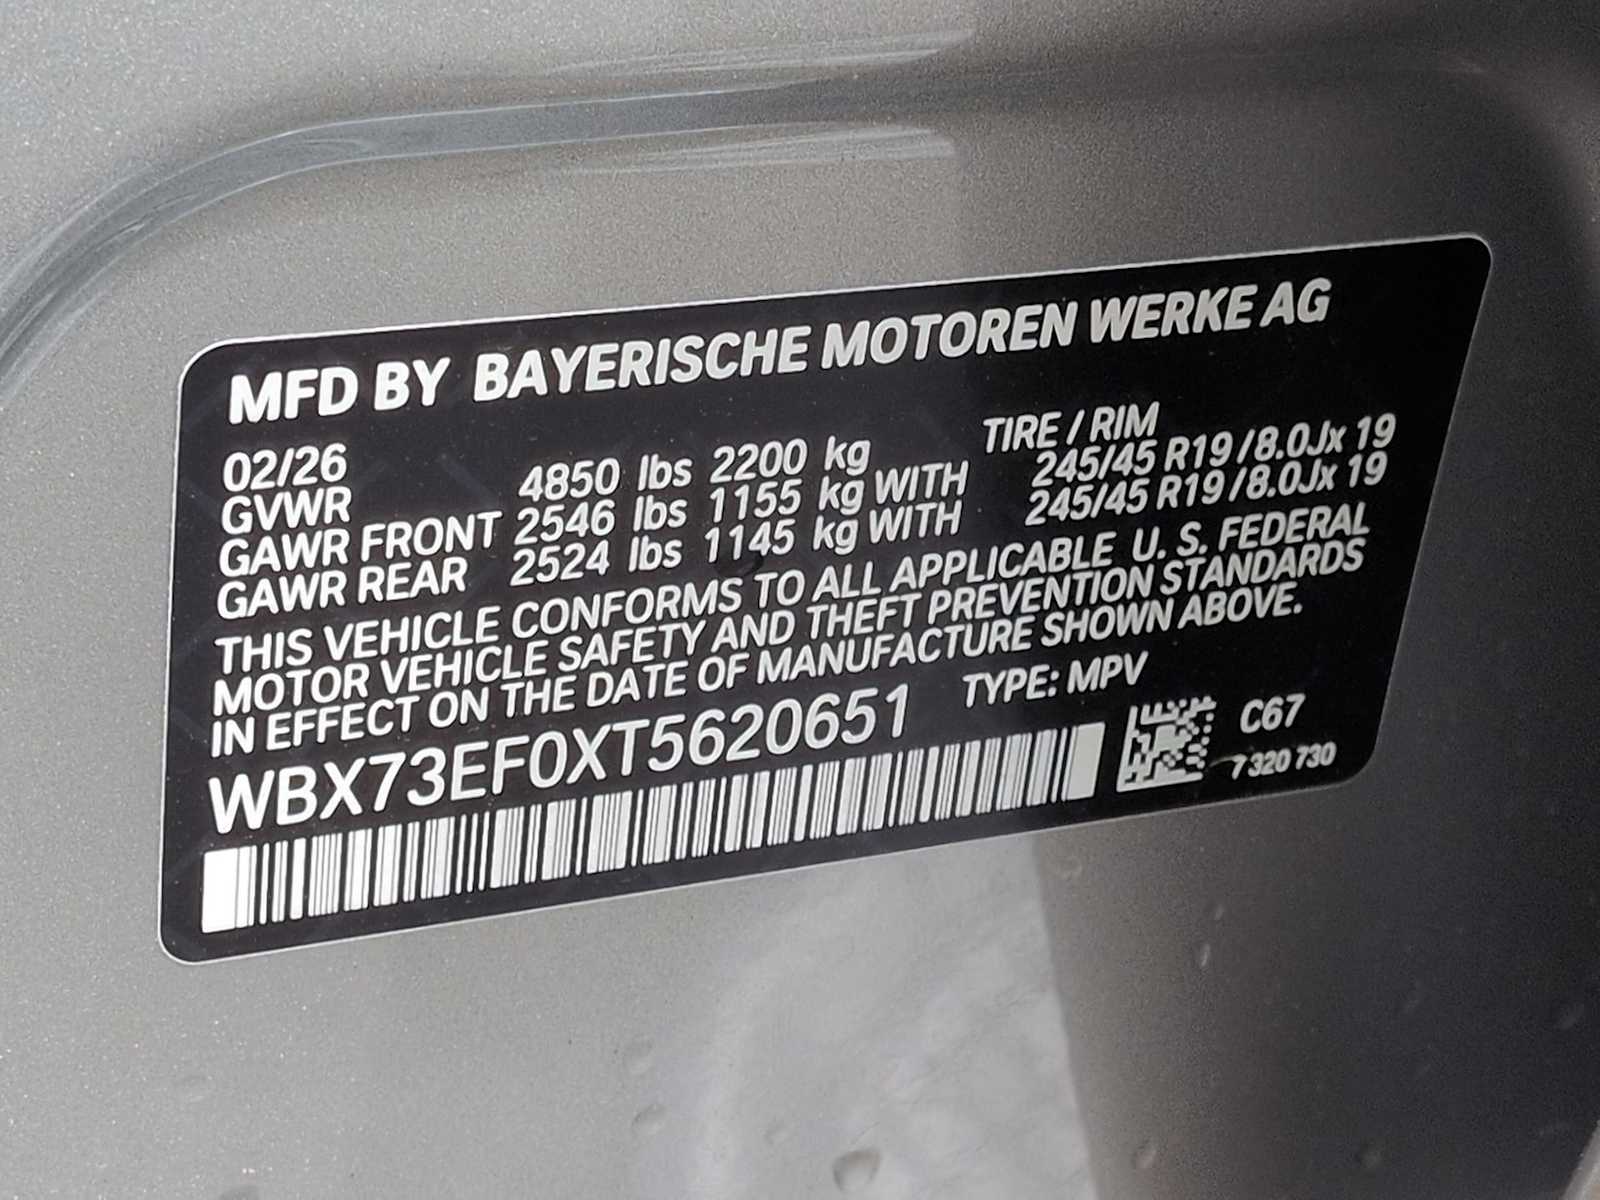 MFD BY BAYERISCHE MOTOREN WERKE AG
02/26 TIRE / RIM
GVWR 4850 lbs 2200 kg
GAWR FRONT 2546 lbs 1155 kg WITH 245/45 R19 /8.0Jx 19
GAWR REAR 2524 lbs 1145 kg WITH 245/45 R19 /8.0Jx 19
THIS VEHICLE CONFORMS TO ALL APPLICABLE U. S. FEDERAL
MOTOR VEHICLE SAFETY AND THEFT PREVENTION STANDARDS
IN EFFECT ON THE DATE OF MANUFACTURE SHOWN ABOVE.
WBX73EF0XT5620651 TYPE: MPV
C67
7 320 730